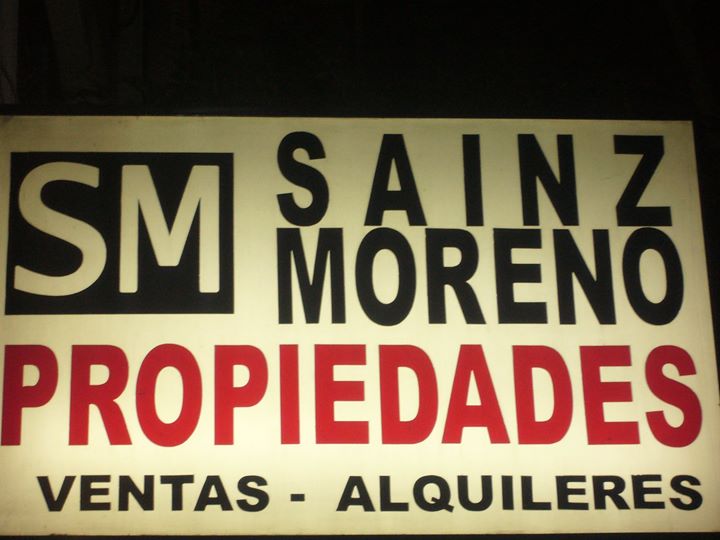 SM
SAINZ
MORENO
PROPIEDADES
VENTAS - ALQUILERES